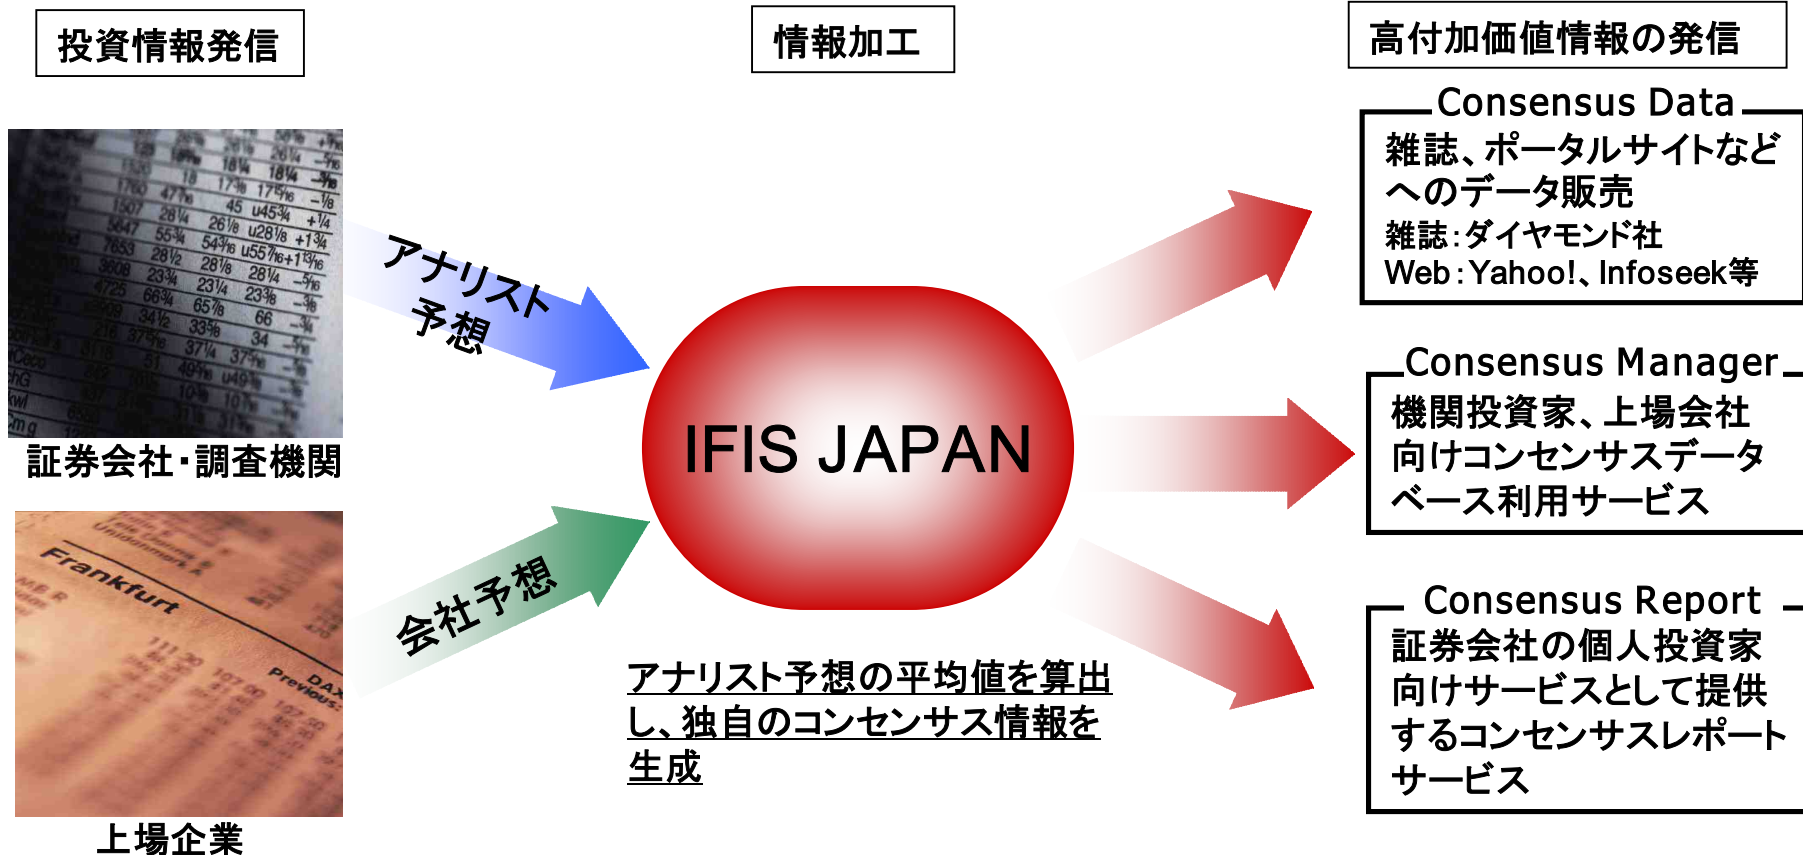 投資情報発信
情報加工
高付加価値情報の発信
アナリスト
予想
証券会社・調査機関
Frankfurt
DAX
Previous:
111.30 107.90
107.50
会社予想
上場企業
IFIS JAPAN
アナリスト予想の平均値を算出
し、独自のコンセンサス情報を
生成
Consensus Data
雑誌、ポータルサイトなど
へのデータ販売
雑誌：ダイヤモンド社
Web：Yahoo!、Infoseek等
Consensus Manager
機関投資家、上場会社
向けコンセンサスデータ
ベース利用サービス
Consensus Report
証券会社の個人投資家
向けサービスとして提供
するコンセンサスレポート
サービス